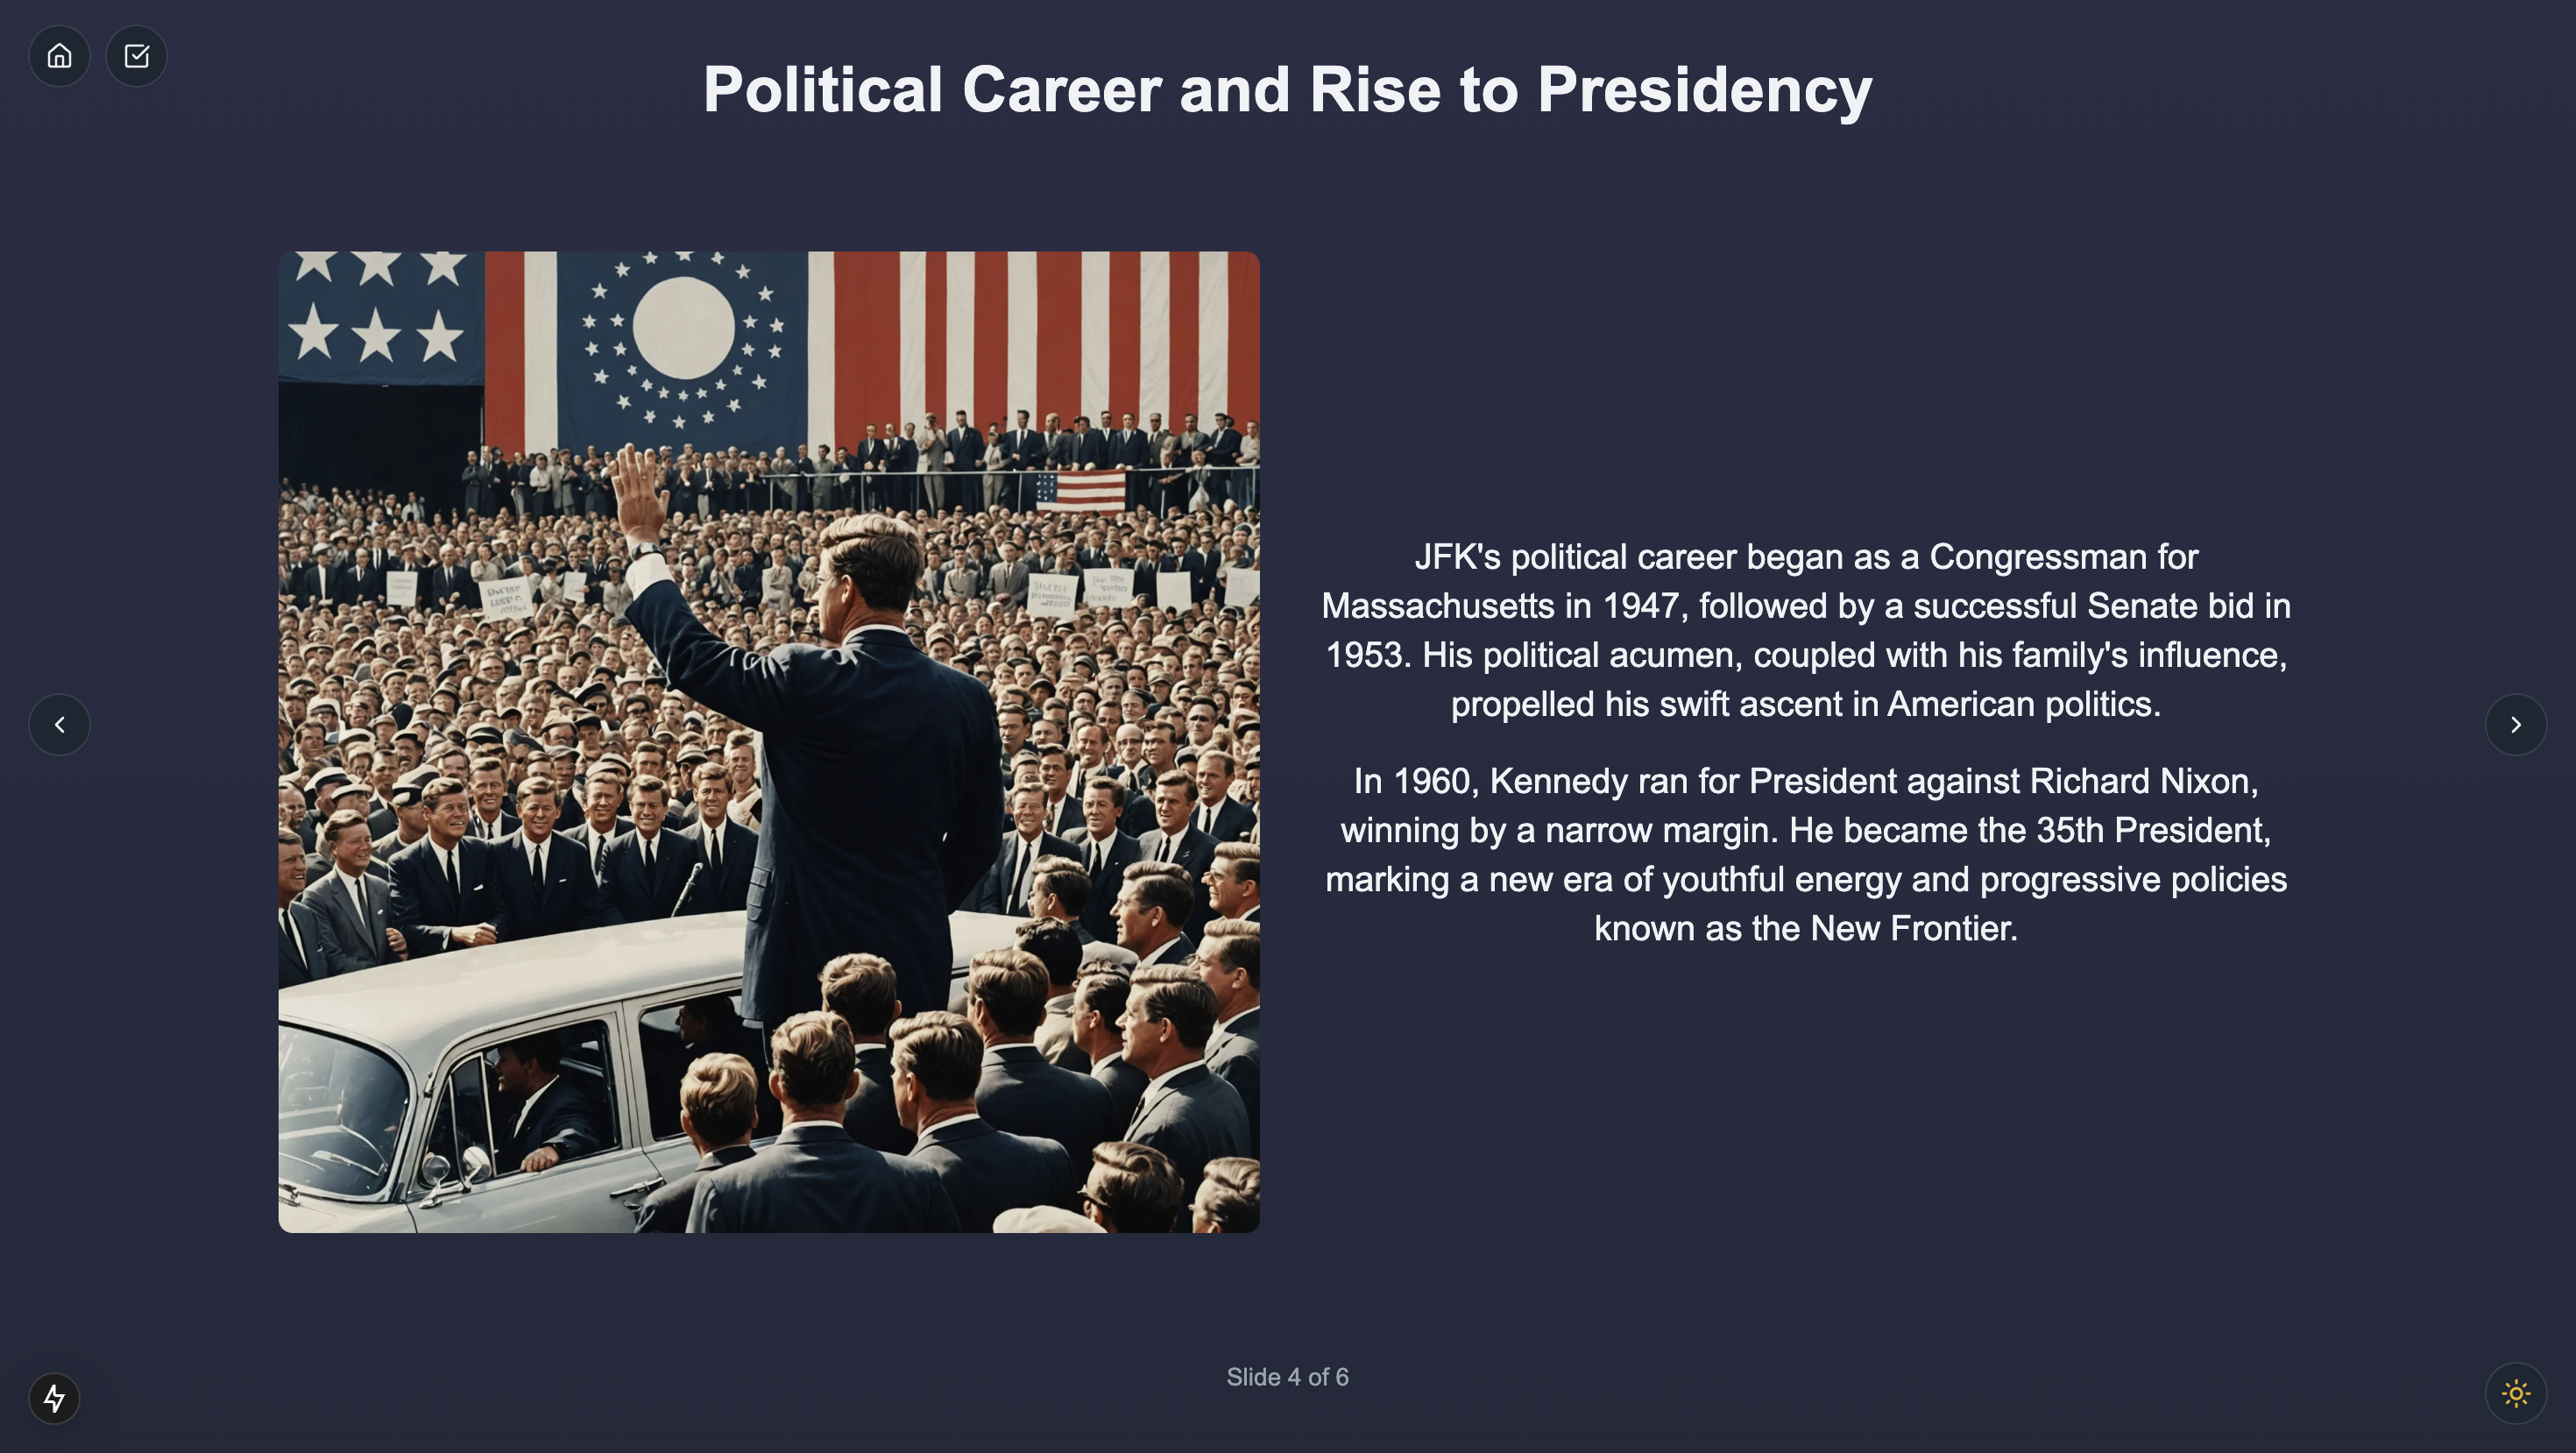 Political Career and Rise to Presidency
JFK's political career began as a Congressman for
Massachusetts in 1947, followed by a successful Senate bid in
1953. His political acumen, coupled with his family's influence,
propelled his swift ascent in American politics.
In 1960, Kennedy ran for President against Richard Nixon,
winning by a narrow margin. He became the 35th President,
marking a new era of youthful energy and progressive policies
known as the New Frontier.
Slide 4 of 6